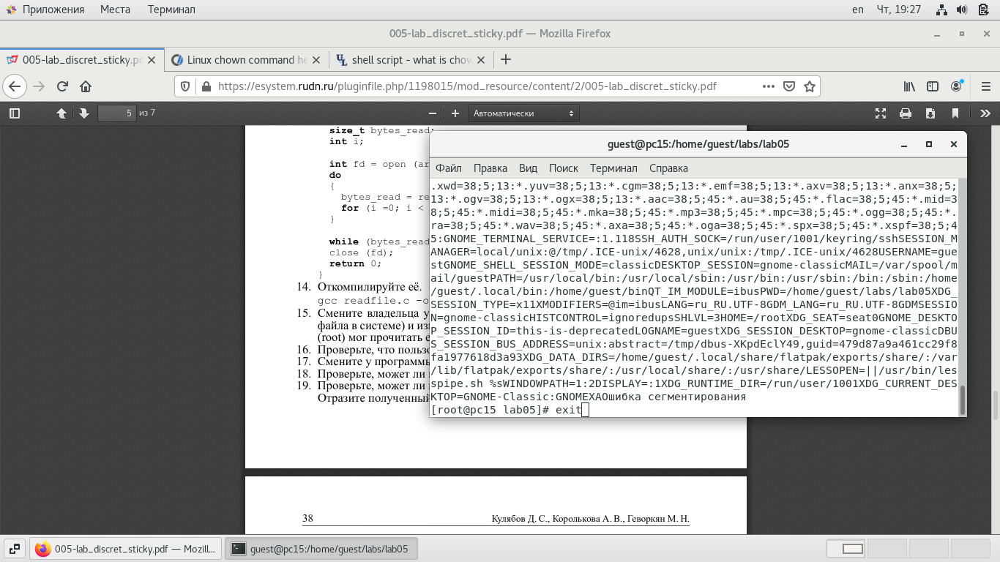 Приложения Места Терминал en Чт, 19:27
005-lab_discret_sticky.pdf — Mozilla Firefox
005-lab_discret_sticky.pd Linux chown command he shell script - what is chow
https://esystem.rudn.ru/pluginfile.php/1198015/mod_resource/content/2/005-lab_discret_sticky.pdf
5 из 7 Автоматически
size_t bytes_read;
int i;
int fd = open (ar
do
{
bytes_read = re
for (i =0; i <
}
while (bytes_read
close (fd);
return 0;
}
14. Откомпилируйте её.
gcc readfile.c -o
15. Смените владельца у
файла в системе) и из
(root) мог прочитать е
16. Проверьте, что польз
17. Смените у программы
18. Проверьте, может ли
19. Проверьте, может ли
Отразите полученный
38 Кулябов Д. С., Королькова А. В., Геворкян М. Н.
guest@pc15:/home/guest/labs/lab05
Файл Правка Вид Поиск Терминал Справка
.xwd=38;5;13:*.yuv=38;5;13:*.cgm=38;5;13:*.emf=38;5;13:*.axv=38;5;13:*.anx=38;5;
13:*.ogv=38;5;13:*.ogx=38;5;13:*.aac=38;5;45:*.au=38;5;45:*.flac=38;5;45:*.mid=3
8;5;45:*.midi=38;5;45:*.mka=38;5;45:*.mp3=38;5;45:*.mpc=38;5;45:*.ogg=38;5;45:*.
ra=38;5;45:*.wav=38;5;45:*.axa=38;5;45:*.oga=38;5;45:*.spx=38;5;45:*.xspf=38;5;4
5:GNOME_TERMINAL_SERVICE=:1.118SSH_AUTH_SOCK=/run/user/1001/keyring/sshSESSION_M
ANAGER=local/unix:@/tmp/.ICE-unix/4628,unix/unix:/tmp/.ICE-unix/4628USERNAME=gue
stGNOME_SHELL_SESSION_MODE=classicDESKTOP_SESSION=gnome-classicMAIL=/var/spool/m
ail/guestPATH=/usr/local/bin:/usr/local/sbin:/usr/bin:/usr/sbin:/bin:/sbin:/home
/guest/.local/bin:/home/guest/binQT_IM_MODULE=ibusPWD=/home/guest/labs/lab05XDG_
SESSION_TYPE=x11XMODIFIERS=@im=ibusLANG=ru_RU.UTF-8GDM_LANG=ru_RU.UTF-8GDMSESSIO
N=gnome-classicHISTCONTROL=ignoredupsSHLVL=3HOME=/rootXDG_SEAT=seat0GNOME_DESKTO
P_SESSION_ID=this-is-deprecatedLOGNAME=guestXDG_SESSION_DESKTOP=gnome-classicDBU
S_SESSION_BUS_ADDRESS=unix:abstract=/tmp/dbus-XKpdEclY49,guid=479d87a9a461cc29f8
fa1977618d3a93XDG_DATA_DIRS=/home/guest/.local/share/flatpak/exports/share/:/var
/lib/flatpak/exports/share/:/usr/local/share/:/usr/share/LESSOPEN=||/usr/bin/les
spipe.sh %sWINDOWPATH=1:2DISPLAY=:1XDG_RUNTIME_DIR=/run/user/1001XDG_CURRENT_DES
KTOP=GNOME-Classic:GNOMEXAОшибка сегментирования
[root@pc15 lab05]# exit
005-lab_discret_sticky.pdf — Mozill… guest@pc15:/home/guest/labs/lab05